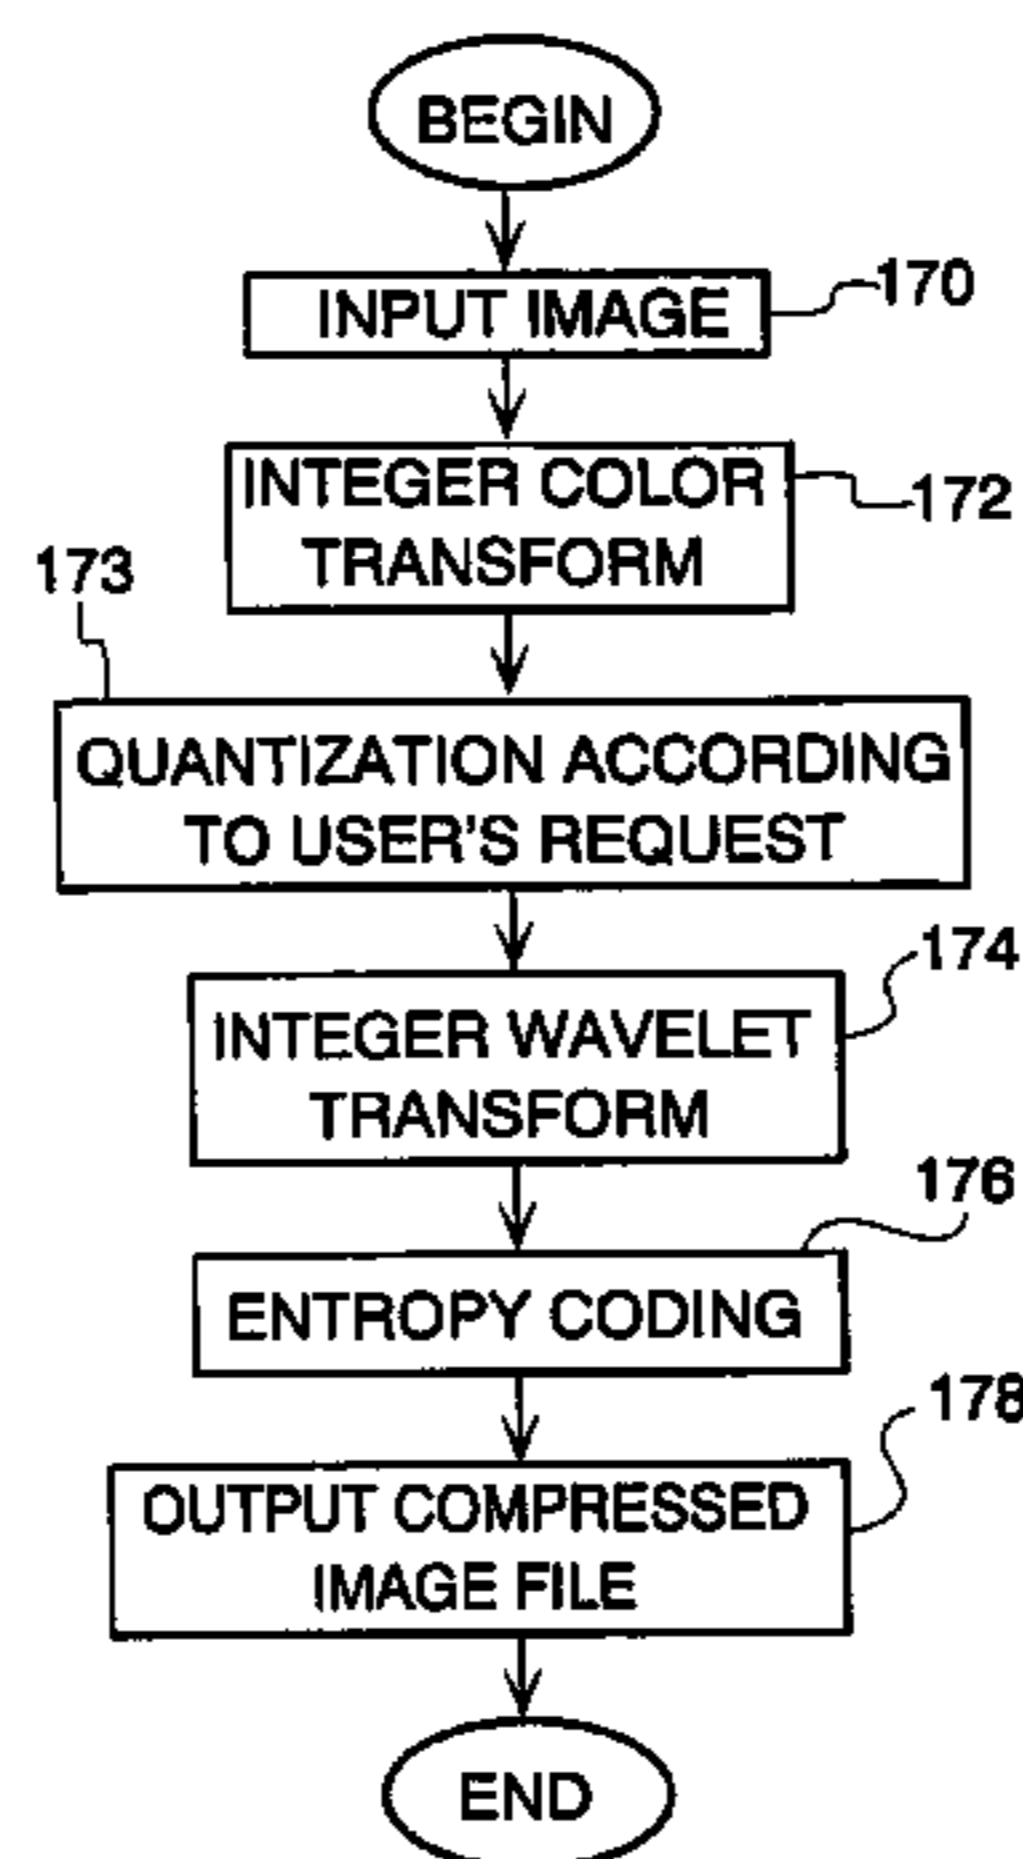 BEGIN
INPUT IMAGE
170
INTEGER COLOR
TRANSFORM
172
173
QUANTIZATION ACCORDING
TO USER'S REQUEST
174
INTEGER WAVELET
TRANSFORM
176
ENTROPY CODING
178
OUTPUT COMPRESSED
IMAGE FILE
END